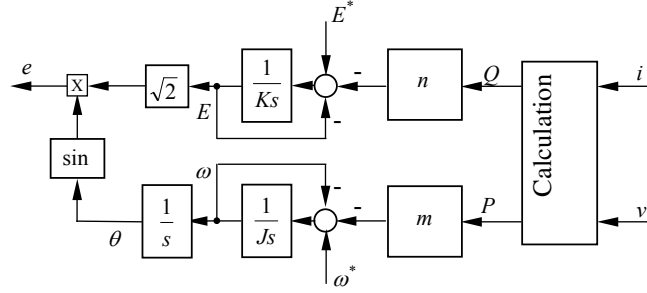 E*
e
X
√2
E
1/Ks
-
-
n
Q
Calculation
i
sin
ω
-
-
θ
1/s
1/Js
m
P
v
ω*